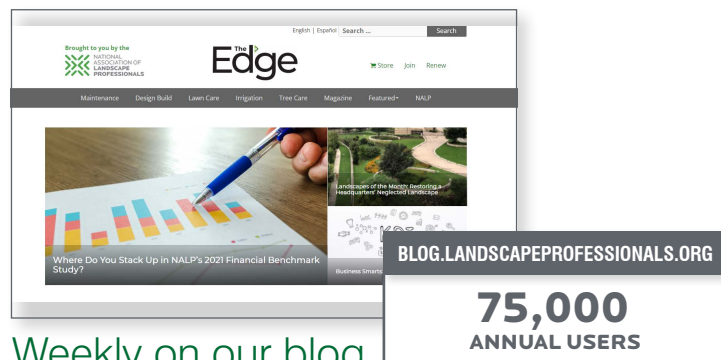 English | Español Search ... Search
Brought to you by the
NATIONAL
ASSOCIATION OF
LANDSCAPE
PROFESSIONALS
The
Edge
Store Join Renew
Maintenance Design Build Lawn Care Irrigation Tree Care Magazine Featured NALP
Landscapes of the Month: Restoring a
Headquarters' Neglected Landscape
Where Do You Stack Up in NALP's 2021 Financial Benchmark
Study?
Business Smarts
BLOG.LANDSCAPEPROFESSIONALS.ORG
75,000
ANNUAL USERS
Weekly on our blog